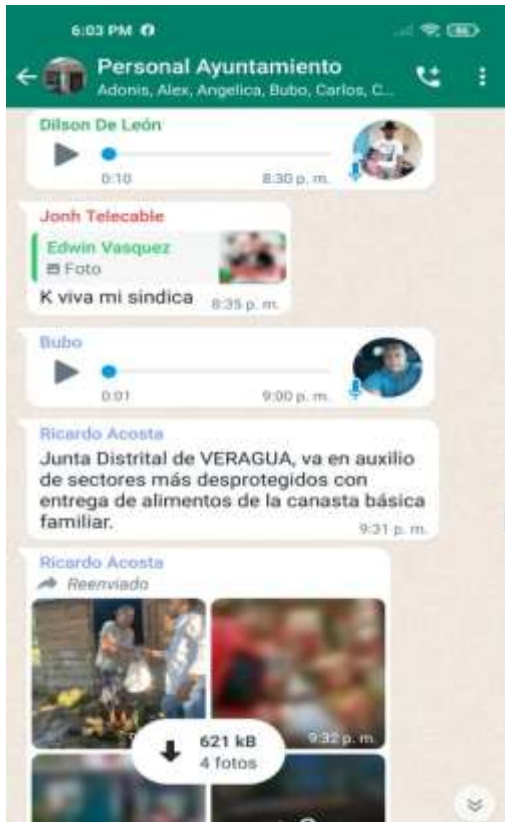 6:03 PM
Personal Ayuntamiento
Adonis, Alex, Angelica, Bubo, Carlos, C...
Dilson De León
0:10 8:30 p. m.
Jonh Telecable
Edwin Vasquez
Foto
K viva mi sindica 8:35 p. m.
Bubo
0:01 9:00 p. m.
Ricardo Acosta
Junta Distrital de VERAGUA, va en auxilio
de sectores más desprotegidos con
entrega de alimentos de la canasta básica
familiar. 9:31 p. m.
Ricardo Acosta
Reenviado
9:32 p. m.
621 kB
4 fotos